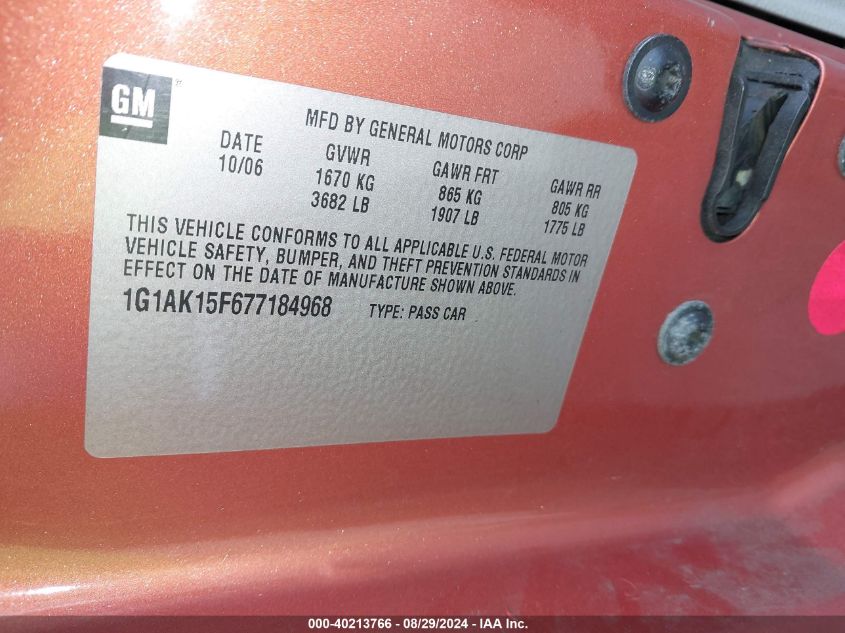 GM
MFD BY GENERAL MOTORS CORP
DATE GVWR GAWR FRT GAWR RR
10/06 1670 KG 865 KG 805 KG
3682 LB 1907 LB 1775 LB
THIS VEHICLE CONFORMS TO ALL APPLICABLE U.S. FEDERAL MOTOR
VEHICLE SAFETY, BUMPER, AND THEFT PREVENTION STANDARDS IN
EFFECT ON THE DATE OF MANUFACTURE SHOWN ABOVE.
1G1AK15F677184968 TYPE: PASS CAR
000-40213766 - 08/29/2024 - IAA Inc.